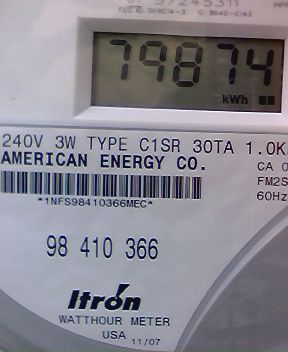 79874
kWh
240V 3W TYPE C1SR 30TA 1.0K
AMERICAN ENERGY CO.
CA 0
FM2S
60Hz
*1NFS98410366MEC*
98 410 366
Itron
WATTHOUR METER
USA 11/07